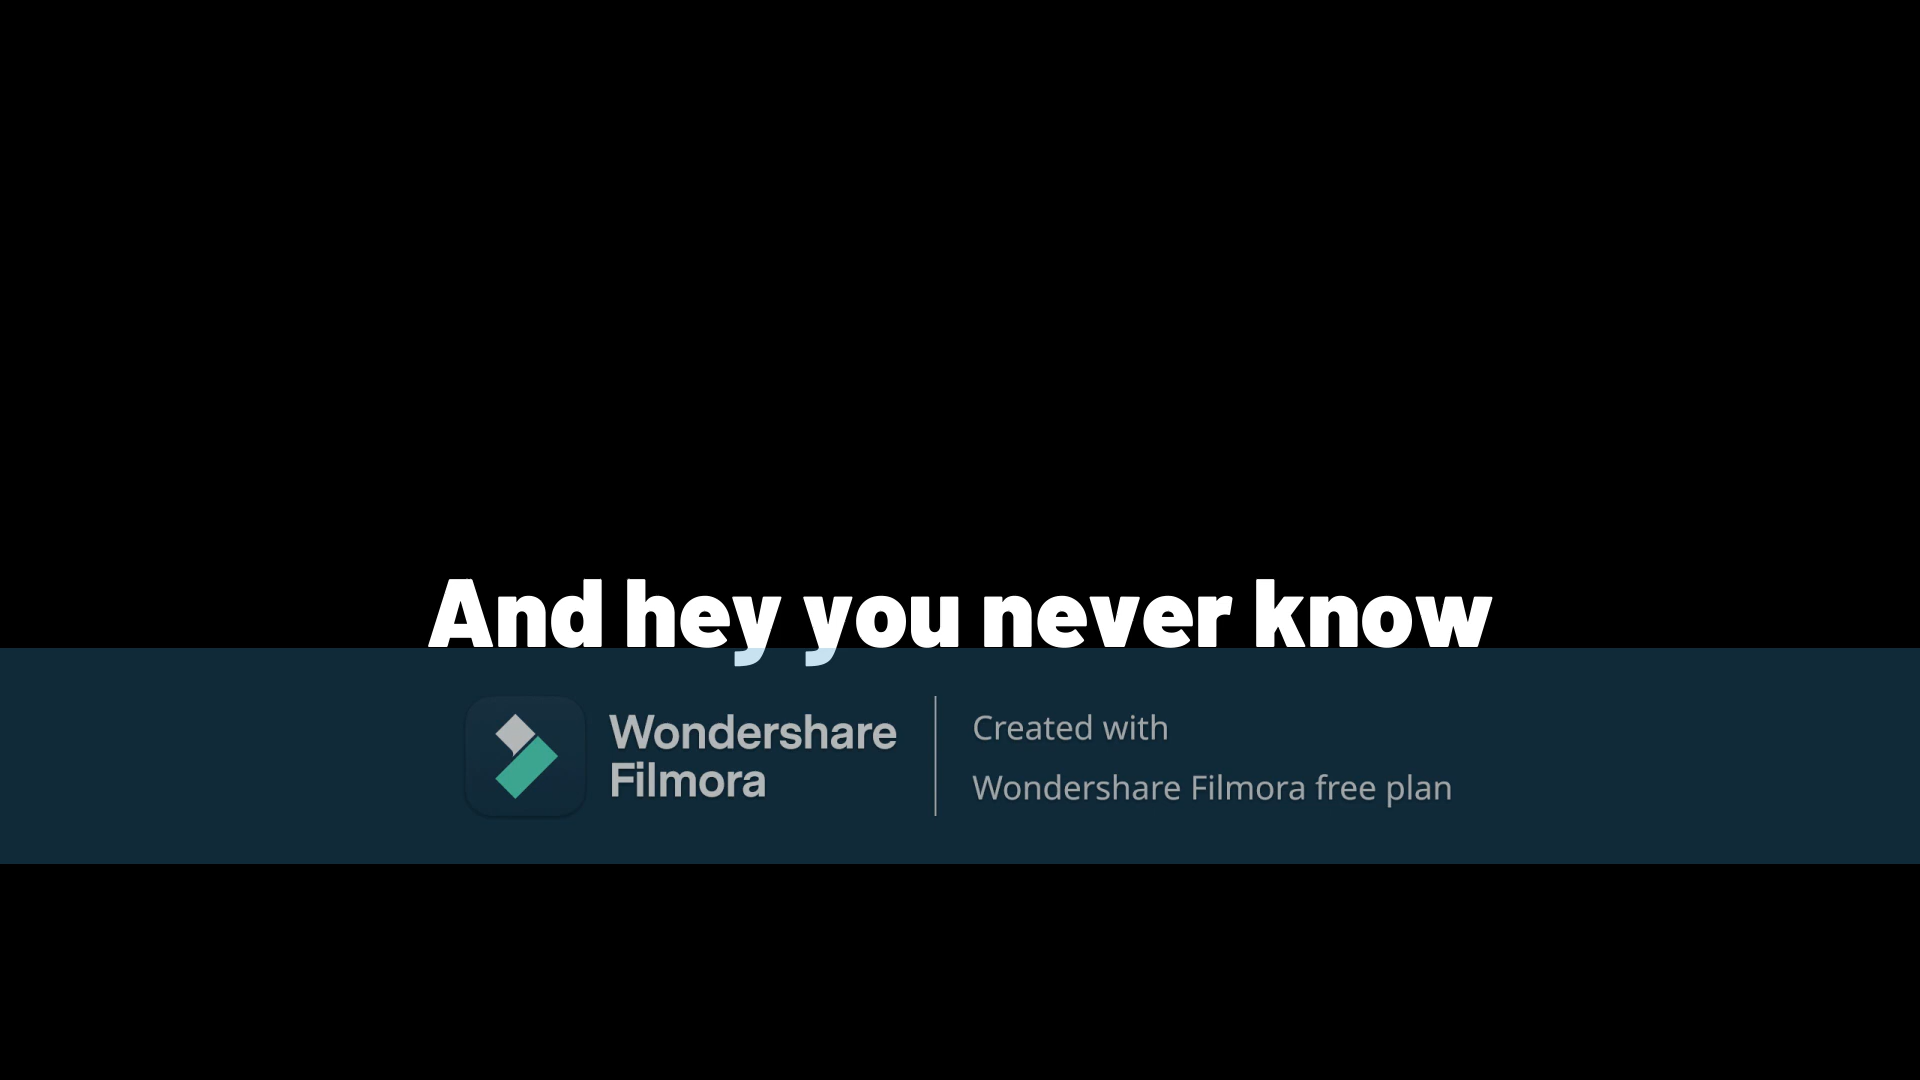 And hey you never know
Wondershare
Filmora
Created with
Wondershare Filmora free plan